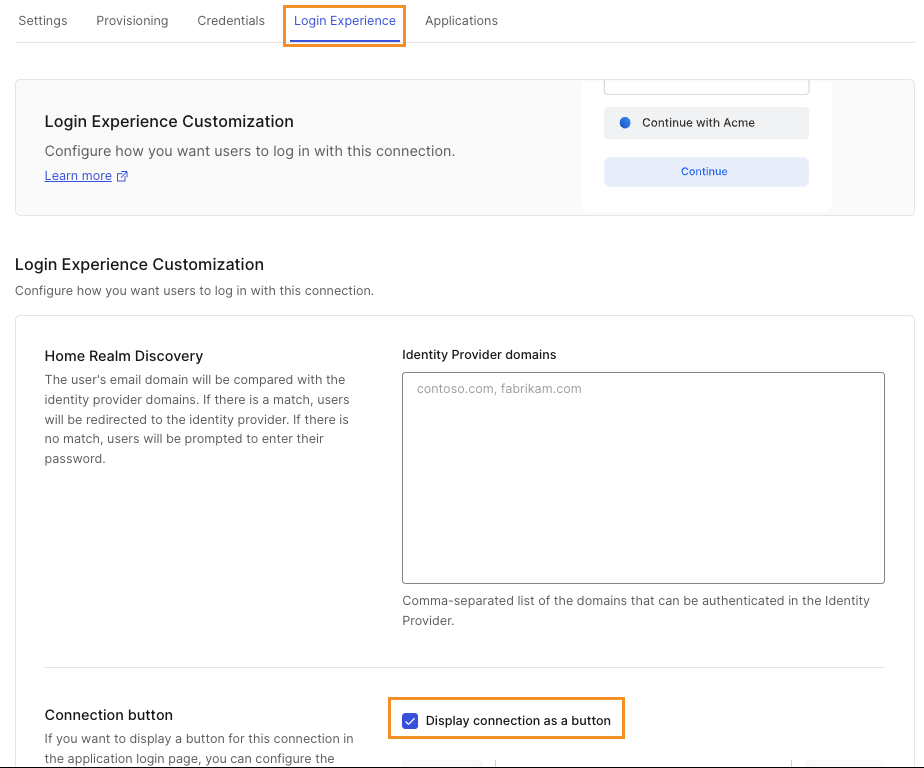 Settings
Provisioning
Credentials
Login Experience
Applications
Login Experience Customization
Configure how you want users to log in with this connection.
Learn more
Continue with Acme
Continue
Login Experience Customization
Configure how you want users to log in with this connection.
Home Realm Discovery
The user's email domain will be compared with the
identity provider domains. If there is a match, users
will be redirected to the identity provider. If there is
no match, users will be prompted to enter their
password.
Identity Provider domains
contoso.com, fabrikam.com
Comma-separated list of the domains that can be authenticated in the Identity
Provider.
Connection button
If you want to display a button for this connection in
the application login page, you can configure the
Display connection as a button